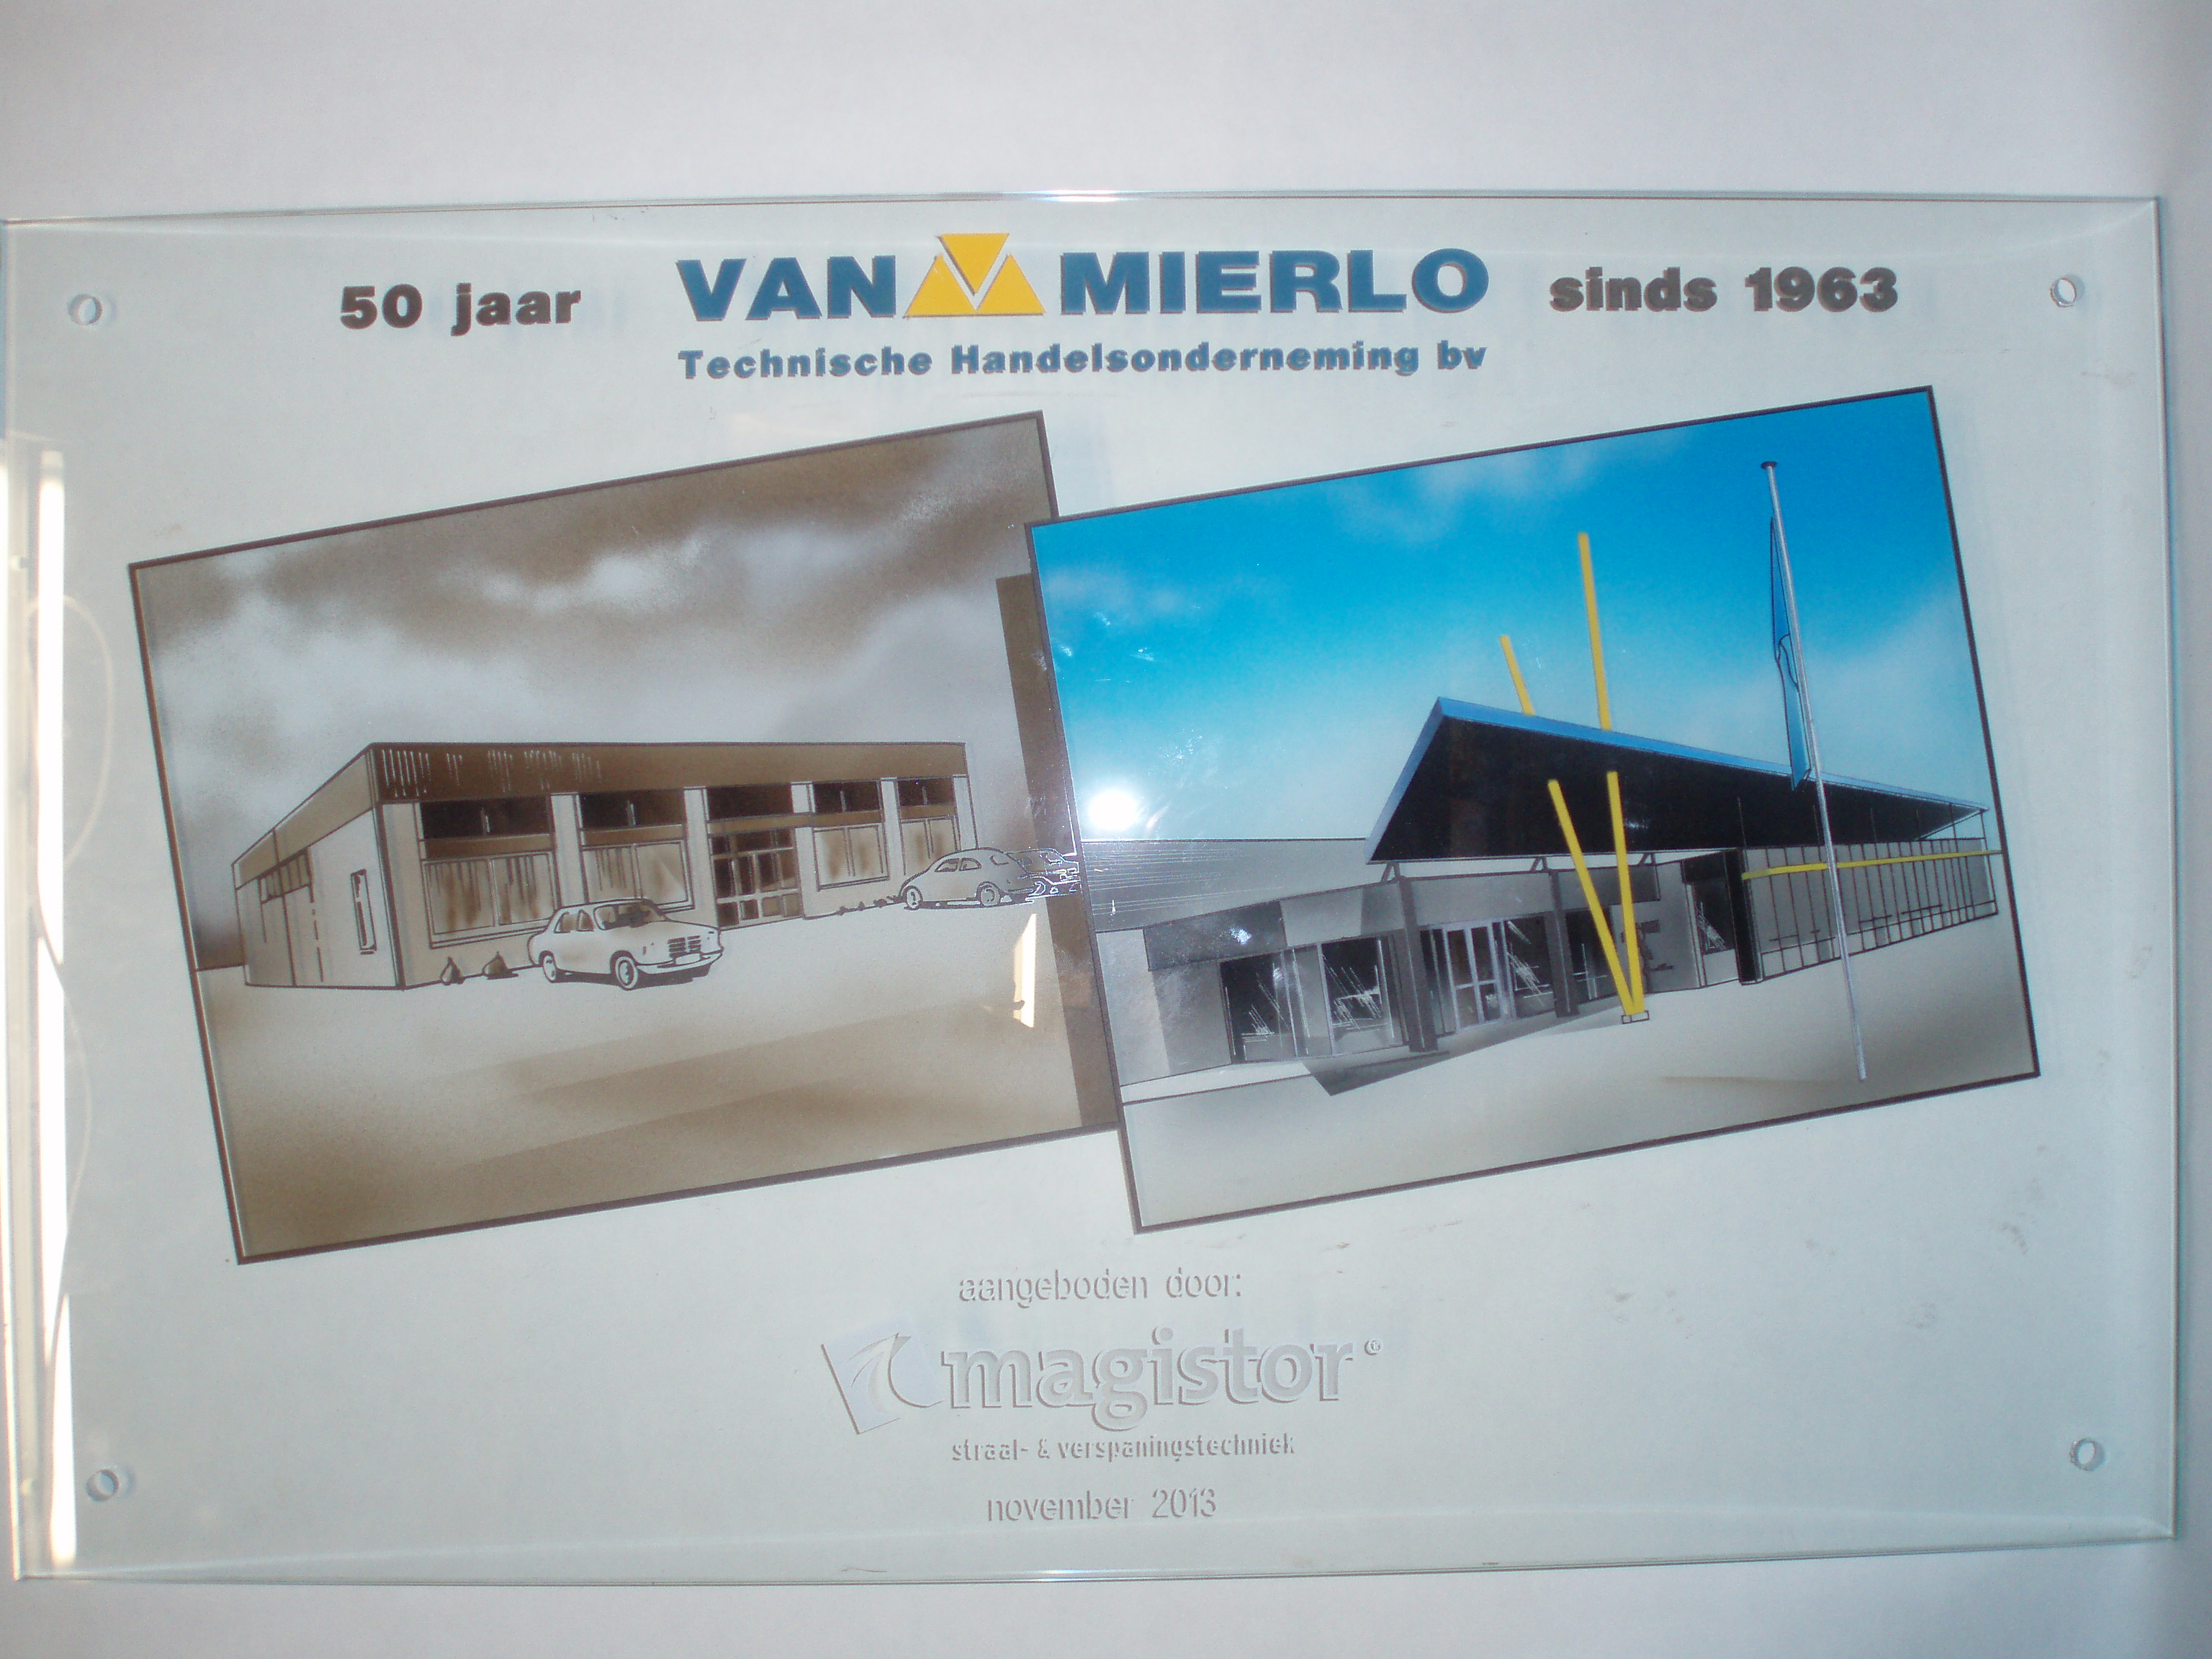 50 jaar VAN MIERLO sinds 1963
Technische Handelsonderneming bv
aangeboden door:
magistor®
straal- & verspaningstechniek
november 2013